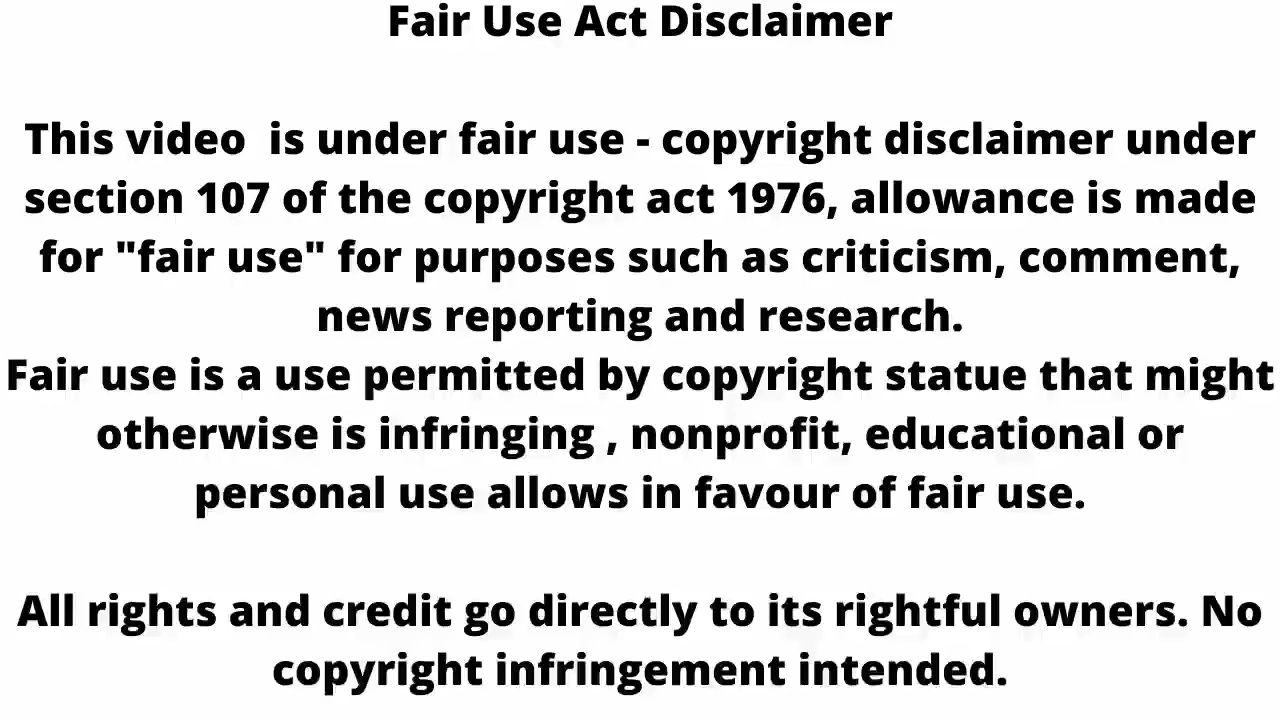 Fair Use Act Disclaimer
This video  is under fair use - copyright disclaimer under
section 107 of the copyright act 1976, allowance is made
for "fair use" for purposes such as criticism, comment,
news reporting and research.
Fair use is a use permitted by copyright statue that might
otherwise is infringing , nonprofit, educational or
personal use allows in favour of fair use.
All rights and credit go directly to its rightful owners. No
copyright infringement intended.